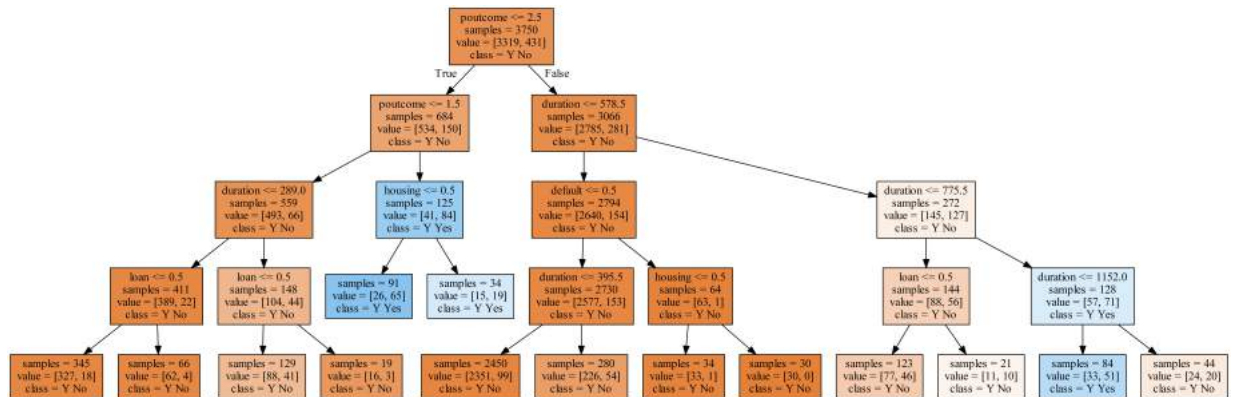 poutcome <= 2.5
samples = 3750
value = [3319, 431]
class = Y No
True
False
poutcome <= 1.5
samples = 684
value = [534, 150]
class = Y No
duration <= 578.5
samples = 3066
value = [2785, 281]
class = Y No
duration <= 289.0
samples = 559
value = [493, 66]
class = Y No
housing <= 0.5
samples = 125
value = [41, 84]
class = Y Yes
default <= 0.5
samples = 2794
value = [2640, 154]
class = Y No
duration <= 775.5
samples = 272
value = [145, 127]
class = Y No
loan <= 0.5
samples = 411
value = [389, 22]
class = Y No
loan <= 0.5
samples = 148
value = [104, 44]
class = Y No
samples = 91
value = [26, 65]
class = Y Yes
samples = 34
value = [15, 19]
class = Y Yes
duration <= 395.5
samples = 2730
value = [2577, 153]
class = Y No
housing <= 0.5
samples = 64
value = [63, 1]
class = Y No
loan <= 0.5
samples = 144
value = [88, 56]
class = Y No
duration <= 1152.0
samples = 128
value = [57, 71]
class = Y Yes
samples = 345
value = [327, 18]
class = Y No
samples = 66
value = [62, 4]
class = Y No
samples = 129
value = [88, 41]
class = Y No
samples = 19
value = [16, 3]
class = Y No
samples = 2450
value = [2351, 99]
class = Y No
samples = 280
value = [226, 54]
class = Y No
samples = 34
value = [33, 1]
class = Y No
samples = 30
value = [30, 0]
class = Y No
samples = 123
value = [77, 46]
class = Y No
samples = 21
value = [11, 10]
class = Y No
samples = 84
value = [33, 51]
class = Y Yes
samples = 44
value = [24, 20]
class = Y No